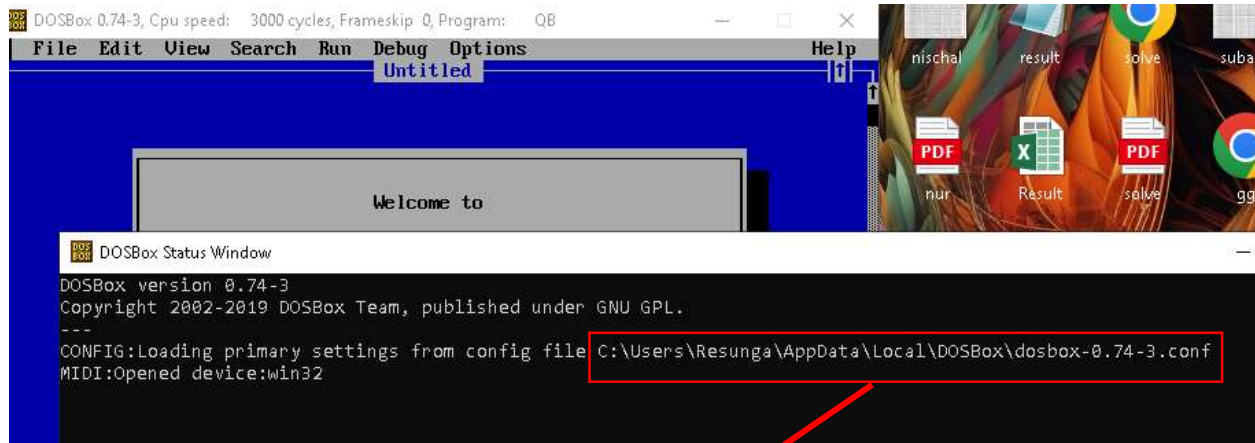 DOSBox 0.74-3, Cpu speed: 3000 cycles, Frameskip 0, Program: QB
File Edit View Search Run Debug Options Help
Untitled
Welcome to
nischal
result
solve
suba
PDF
X
PDF
nur
Result
solve
gg
DOSBox Status Window
DOSBox version 0.74-3
Copyright 2002-2019 DOSBox Team, published under GNU GPL.
---
CONFIG:Loading primary settings from config file C:\Users\Resunga\AppData\Local\DOSBox\dosbox-0.74-3.conf
MIDI:Opened device:win32